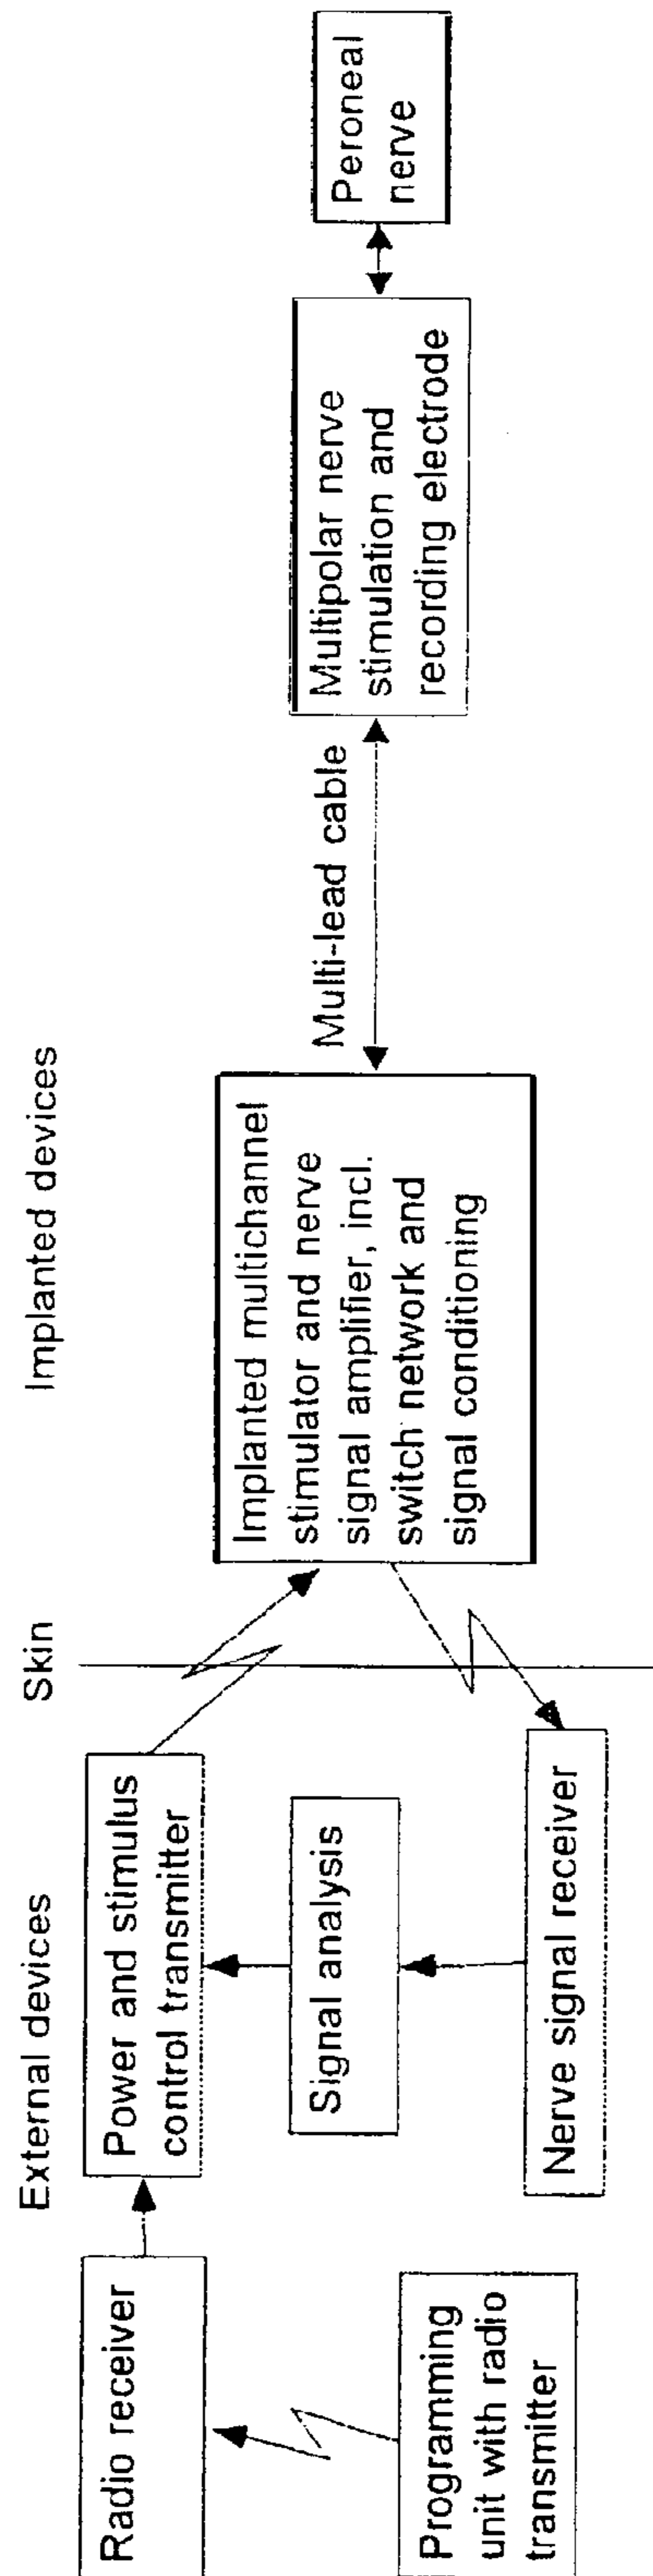 External devices
Skin
Implanted devices
Radio receiver
Programming
unit with radio
transmitter
Power and stimulus
control transmitter
Signal analysis
Nerve signal receiver
Implanted multichannel
stimulator and nerve
signal amplifier, incl.
switch network and
signal conditioning
Multi-lead cable
Multipolar nerve
stimulation and
recording electrode
Peroneal
nerve